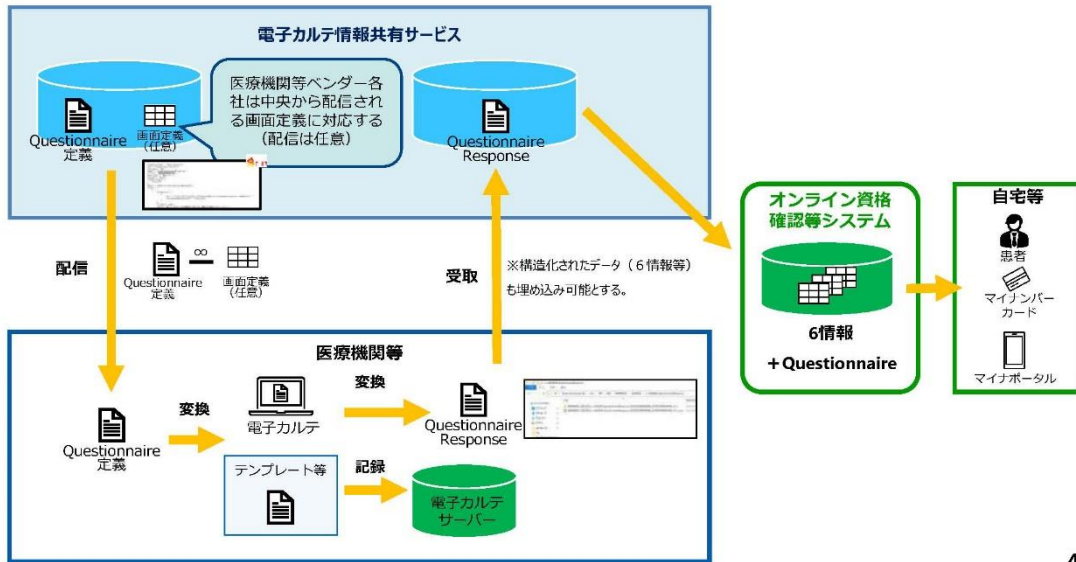 電子カルテ情報共有サービス
Questionnaire
定義
画面定義
(任意)
医療機関等ベンダー各
社は中央から配信され
る画面定義に対応する
(配信は任意)
Questionnaire
Response
配信
Questionnaire
定義
∞
画面定義
(任意)
受取
※構造化されたデータ(6情報等)
も埋め込み可能とする。
オンライン資格
確認等システム
6情報
+Questionnaire
自宅等
患者
マイナンバー
カード
マイナポータル
医療機関等
Questionnaire
定義
変換
電子カルテ
変換
Questionnaire
Response
テンプレート等
記録
電子カルテ
サーバー